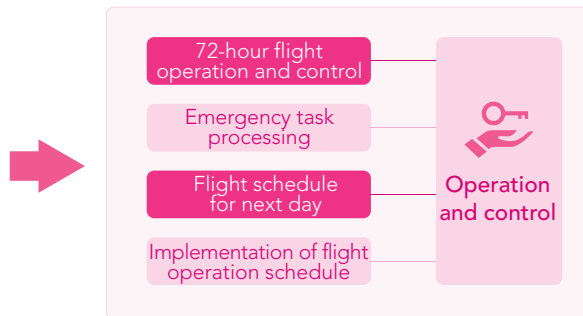 72-hour flight
operation and control
Emergency task
processing
Flight schedule
for next day
Implementation of flight
operation schedule
Operation
and control